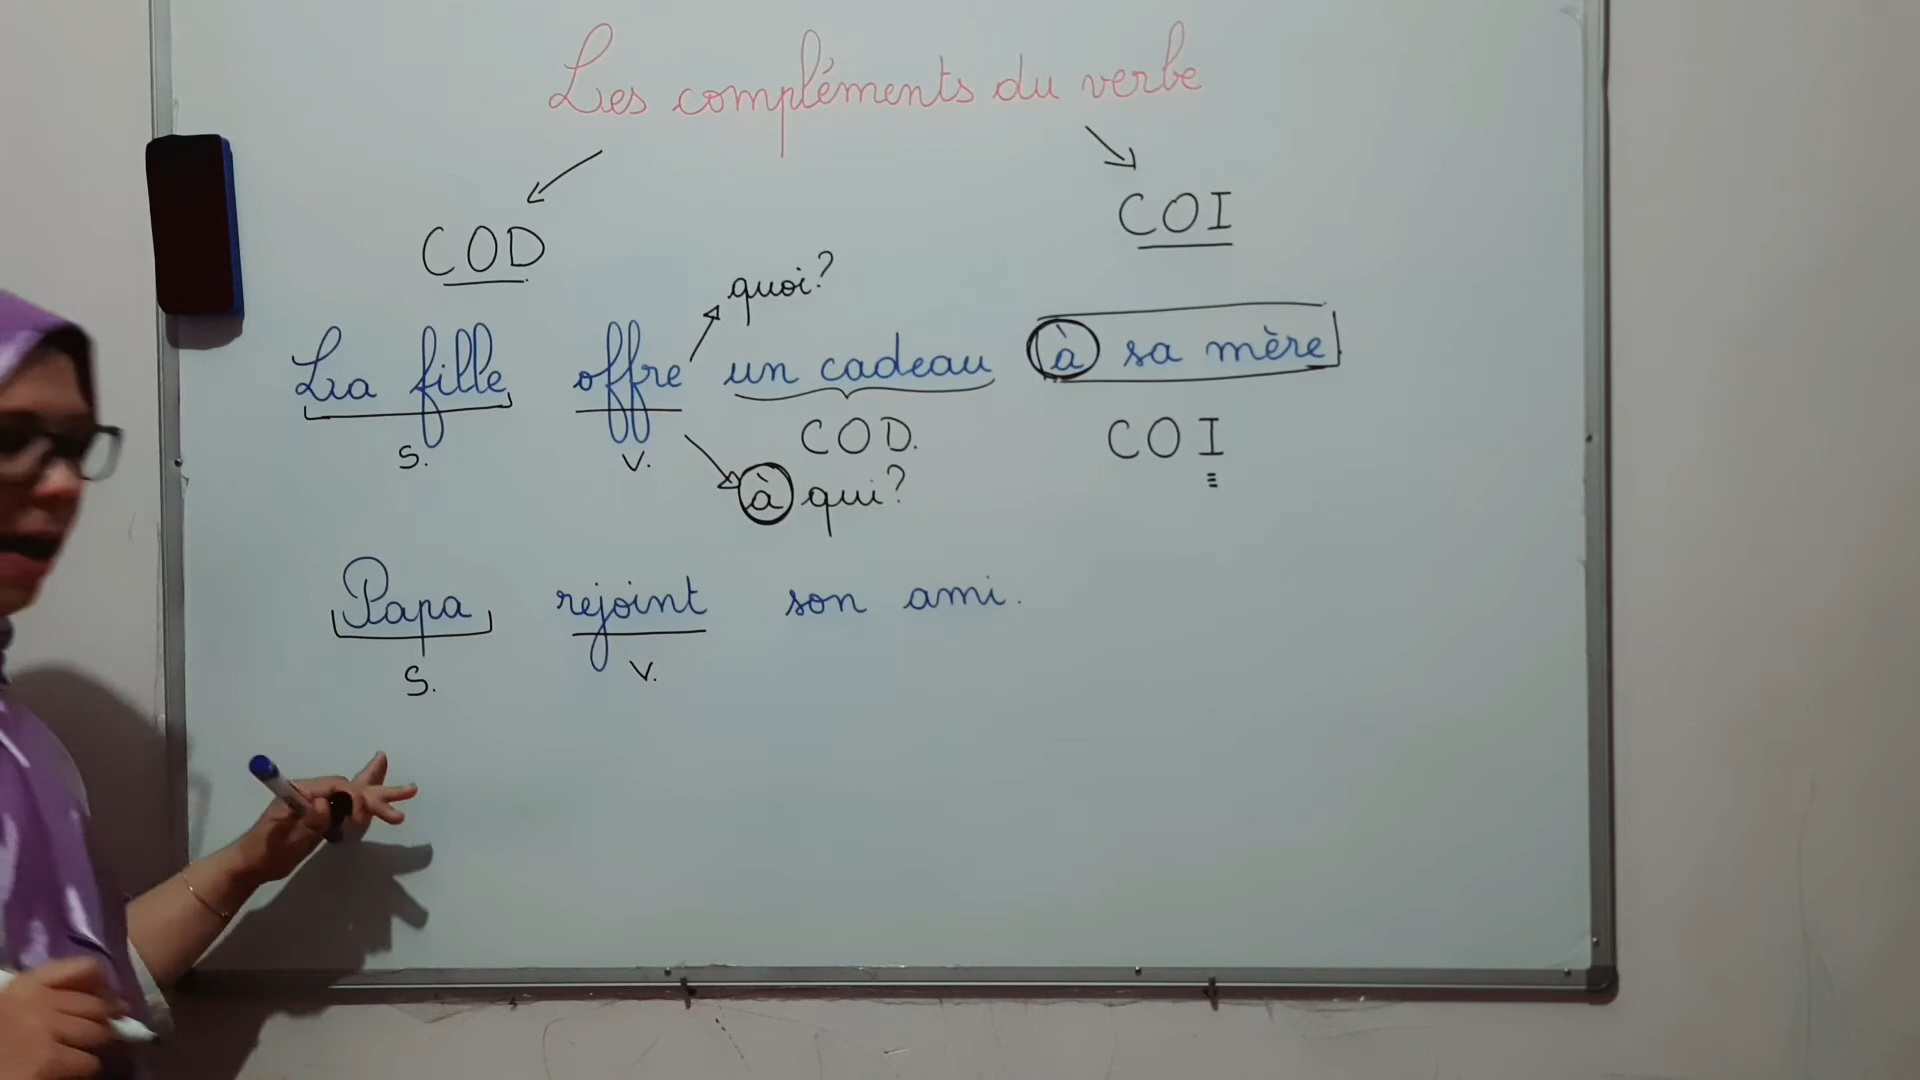 Les compléments du verbe
COD
COI
quoi?
La fille offre un cadeau à sa mère
S. V. COD. COI
à qui?
Papa rejoint son ami.
S. V.